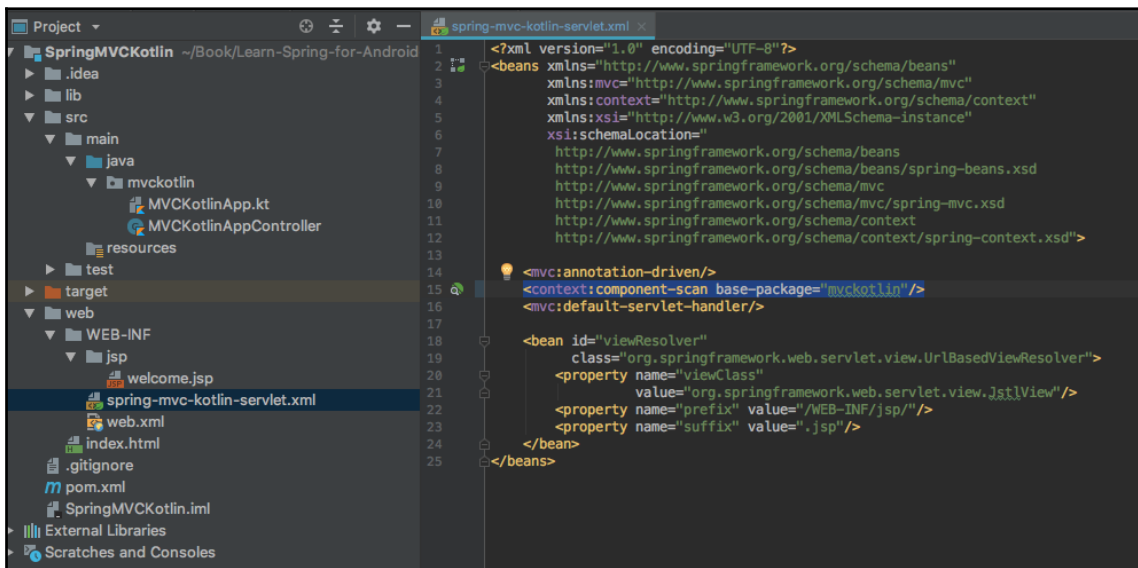 Project
SpringMVCKotlin ~/Book/Learn-Spring-for-Android
.idea
lib
src
main
java
mvckotlin
MVCKotlinApp.kt
MVCKotlinAppController
resources
test
target
web
WEB-INF
jsp
welcome.jsp
spring-mvc-kotlin-servlet.xml
web.xml
index.html
.gitignore
pom.xml
SpringMVCKotlin.iml
External Libraries
Scratches and Consoles
spring-mvc-kotlin-servlet.xml
1 <?xml version="1.0" encoding="UTF-8"?>
2 <beans xmlns="http://www.springframework.org/schema/beans"
3 xmlns:mvc="http://www.springframework.org/schema/mvc"
4 xmlns:context="http://www.springframework.org/schema/context"
5 xmlns:xsi="http://www.w3.org/2001/XMLSchema-instance"
6 xsi:schemaLocation="
7 http://www.springframework.org/schema/beans
8 http://www.springframework.org/schema/beans/spring-beans.xsd
9 http://www.springframework.org/schema/mvc
10 http://www.springframework.org/schema/mvc/spring-mvc.xsd
11 http://www.springframework.org/schema/context
12 http://www.springframework.org/schema/context/spring-context.xsd">
13
14 <mvc:annotation-driven/>
15 <context:component-scan base-package="mvckotlin"/>
16 <mvc:default-servlet-handler/>
17
18 <bean id="viewResolver"
19 class="org.springframework.web.servlet.view.UrlBasedViewResolver">
20 <property name="viewClass"
21 value="org.springframework.web.servlet.view.JstlView"/>
22 <property name="prefix" value="/WEB-INF/jsp/"/>
23 <property name="suffix" value=".jsp"/>
24 </bean>
25 </beans>